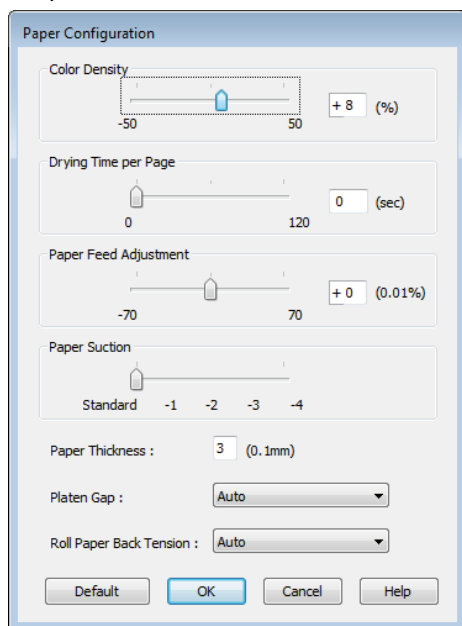 Paper Configuration
Color Density
-50 50 + 8 (%)
Drying Time per Page
0 120 0 (sec)
Paper Feed Adjustment
-70 70 + 0 (0.01%)
Paper Suction
Standard -1 -2 -3 -4
Paper Thickness : 3 (0.1mm)
Platen Gap : Auto
Roll Paper Back Tension : Auto
Default OK Cancel Help